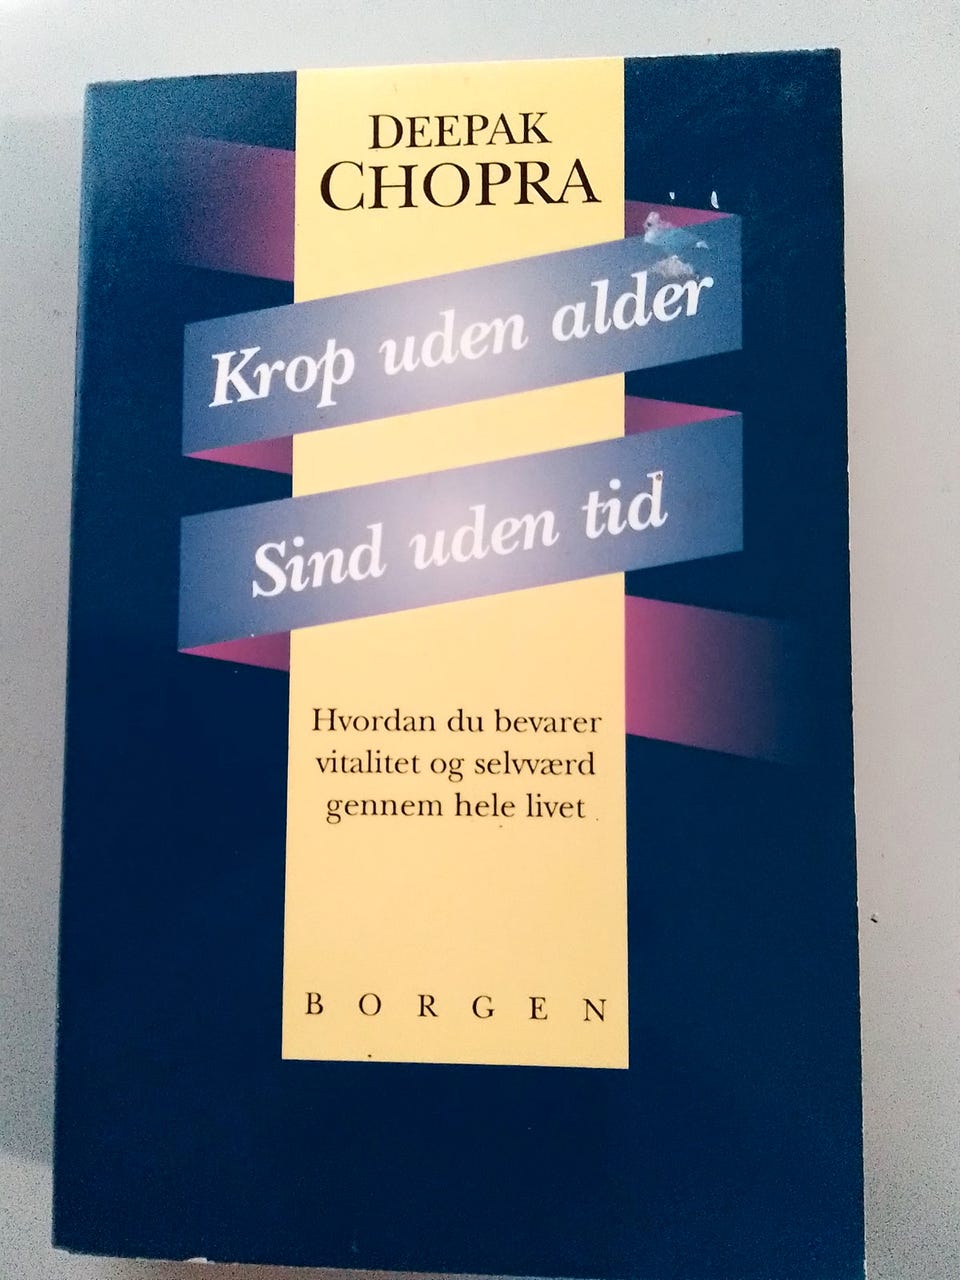 DEEPAK
CHOPRA
Krop uden alder
Sind uden tid
Hvordan du bevarer
vitalitet og selvværd
gennem hele livet
BORGEN